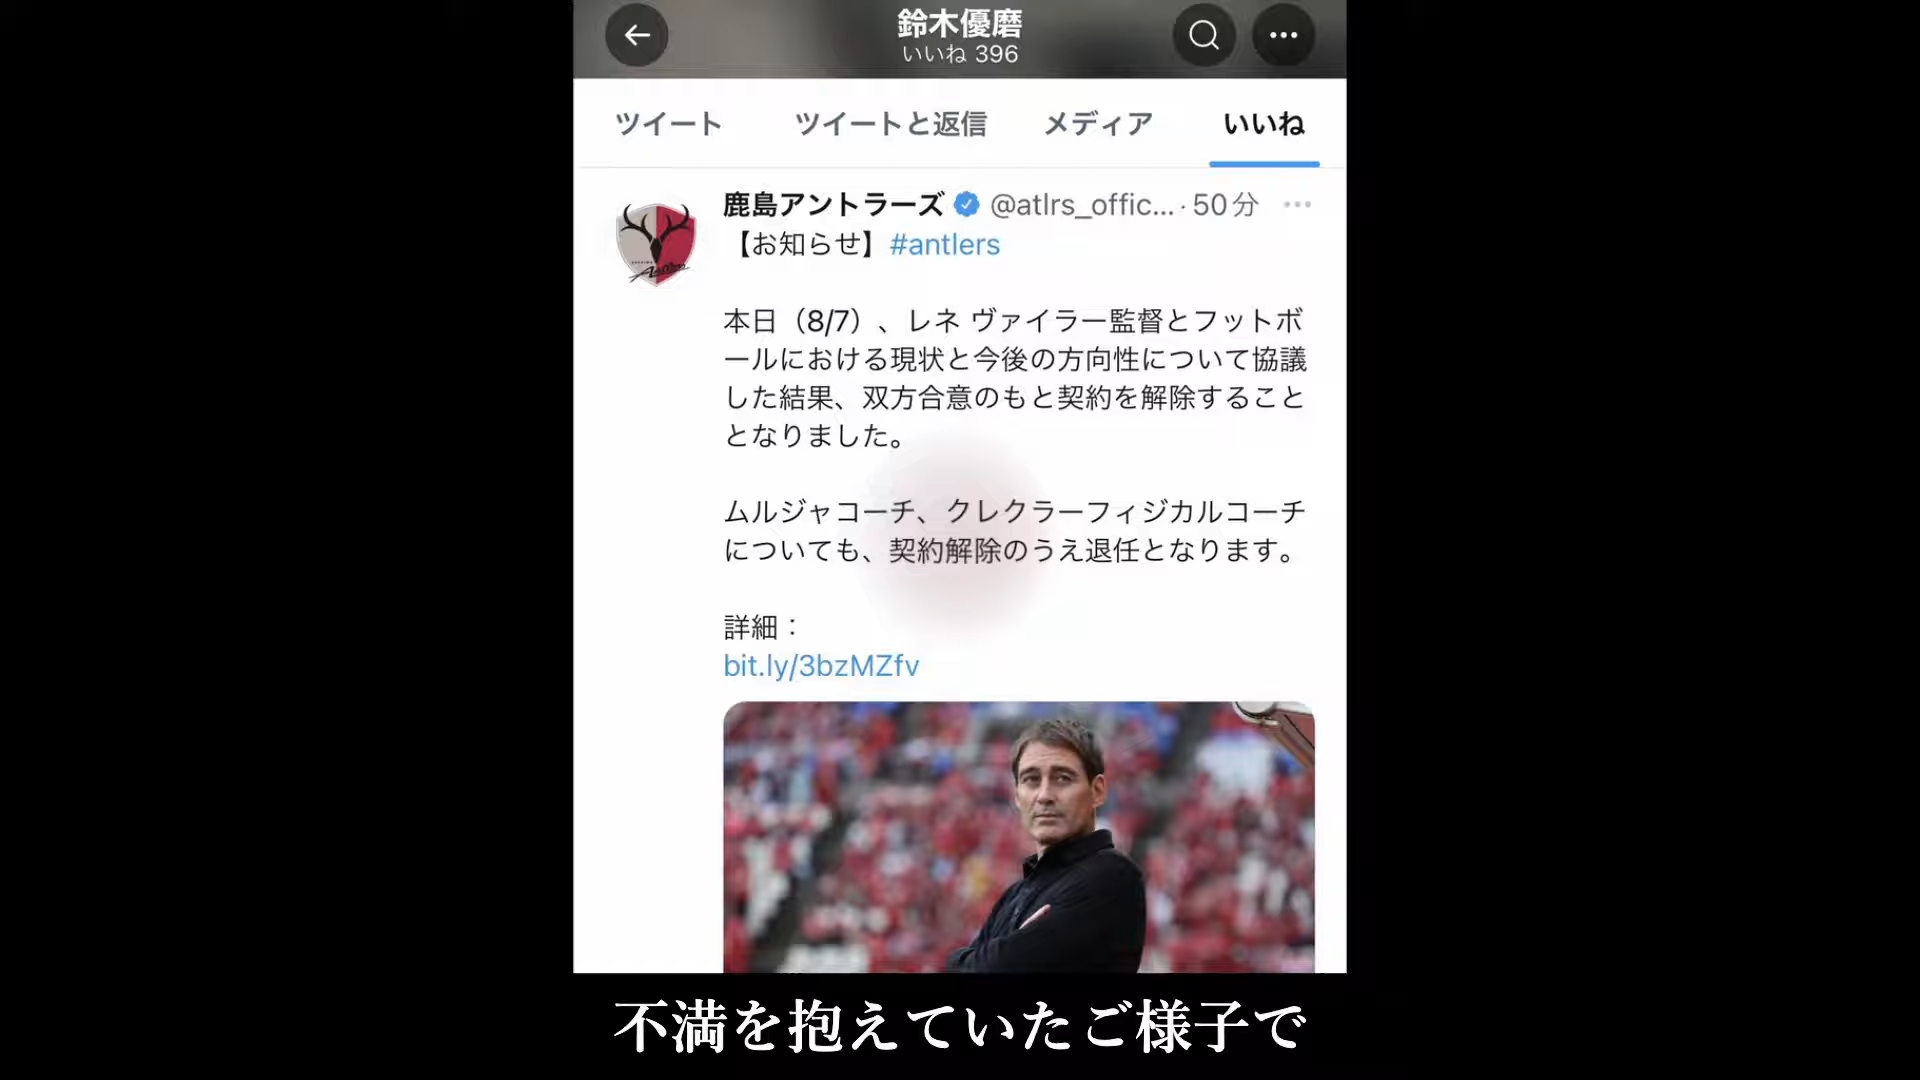 鈴木優磨
いいね 396
ツイート
ツイートと返信
メディア
いいね
鹿島アントラーズ @atlrs_offic... · 50分
【お知らせ】#antlers
本日（8/7）、レネ ヴァイラー監督とフットボ
ールにおける現状と今後の方向性について協議
した結果、双方合意のもと契約を解除すること
となりました。
ムルジャコーチ、クレクラーフィジカルコーチ
についても、契約解除のうえ退任となります。
詳細：
bit.ly/3bzMZfv
不満を抱えていたご様子で